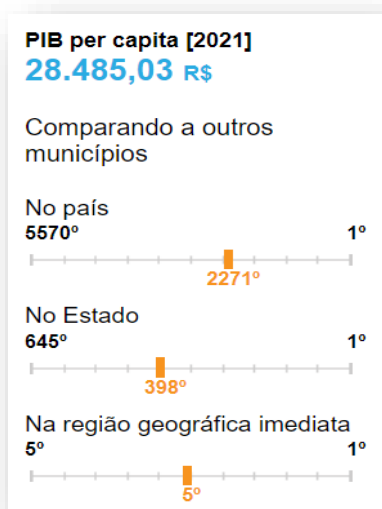 PIB per capita [2021]
28.485,03 R$
Comparando a outros
municípios
No país
5570º 1º
2271º
No Estado
645º 1º
398º
Na região geográfica imediata
5º 1º
5º